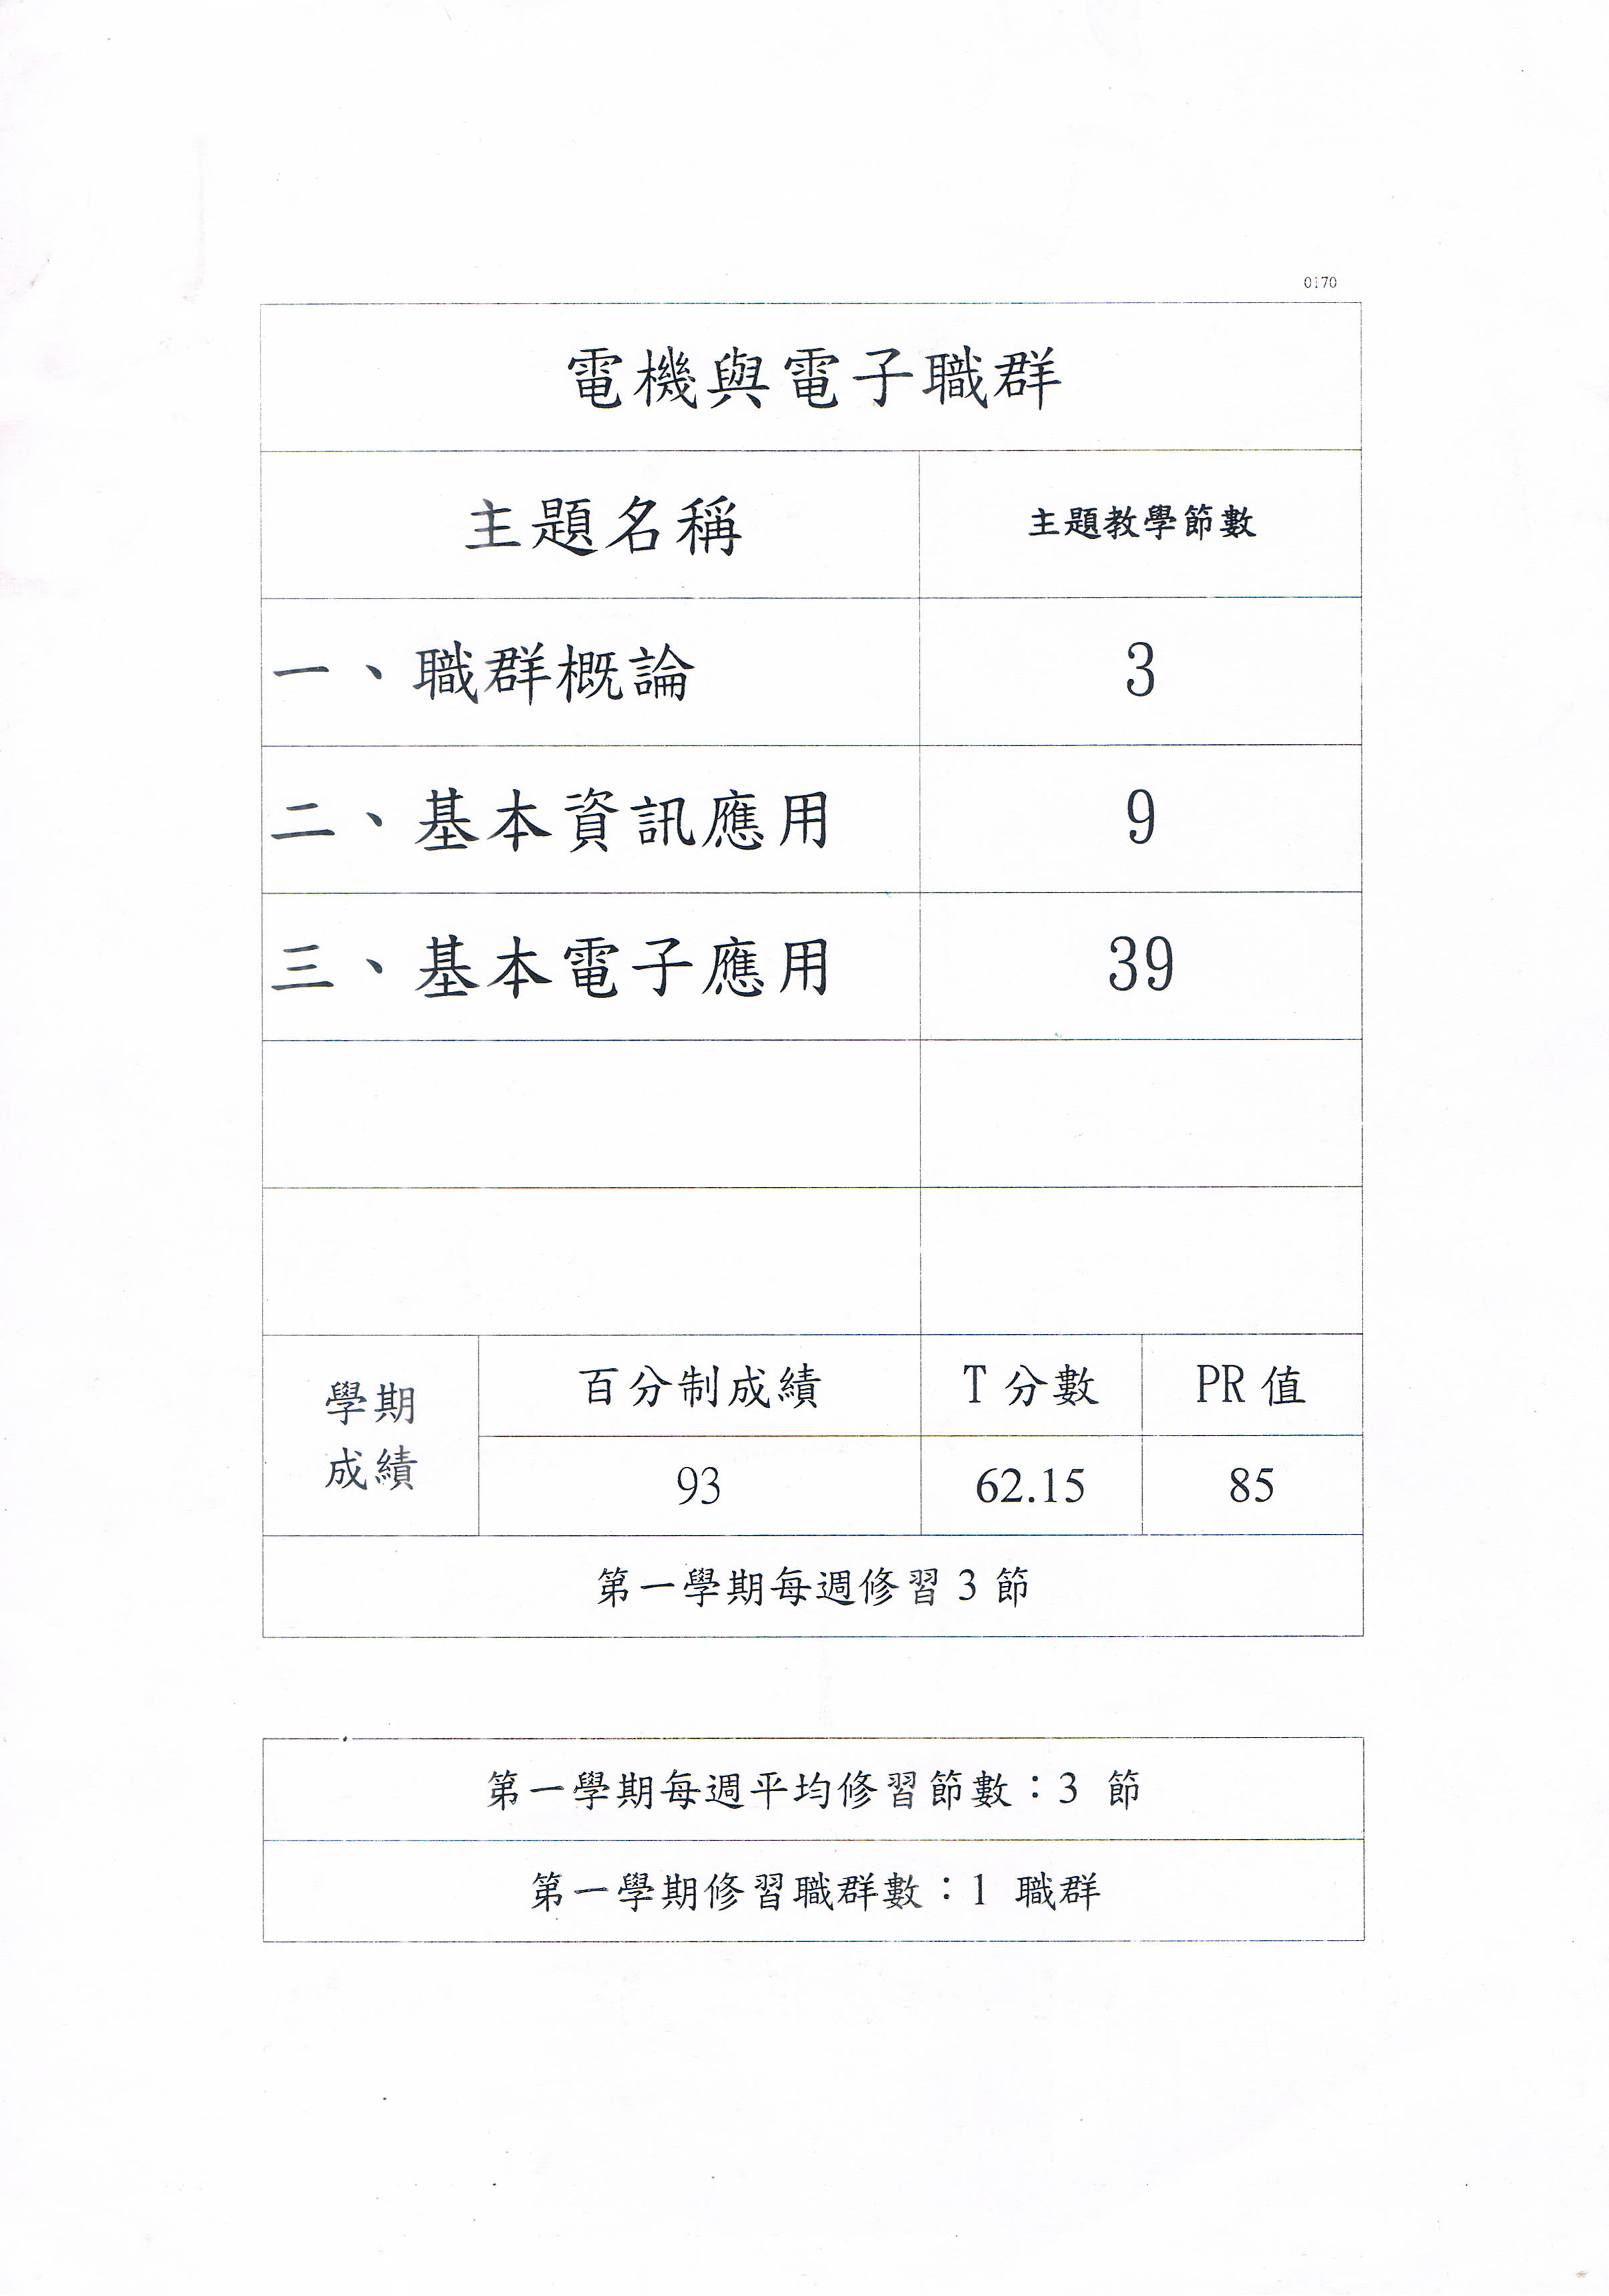 0170
電機與電子職群
主題名稱 主題教學節數
一、職群概論 3
二、基本資訊應用 9
三、基本電子應用 39
學期成績 百分制成績 T分數 PR值
93 62.15 85
第一學期每週修習3節
第一學期每週平均修習節數：3 節
第一學期修習職群數：1 職群